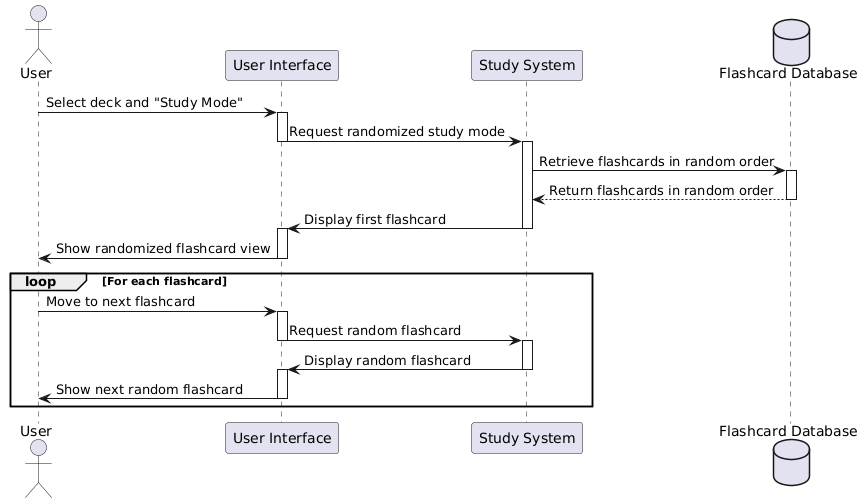 User
User Interface
Study System
Flashcard Database
Select deck and "Study Mode"
Request randomized study mode
Retrieve flashcards in random order
Return flashcards in random order
Display first flashcard
Show randomized flashcard view
loop [For each flashcard]
Move to next flashcard
Request random flashcard
Display random flashcard
Show next random flashcard
User
User Interface
Study System
Flashcard Database